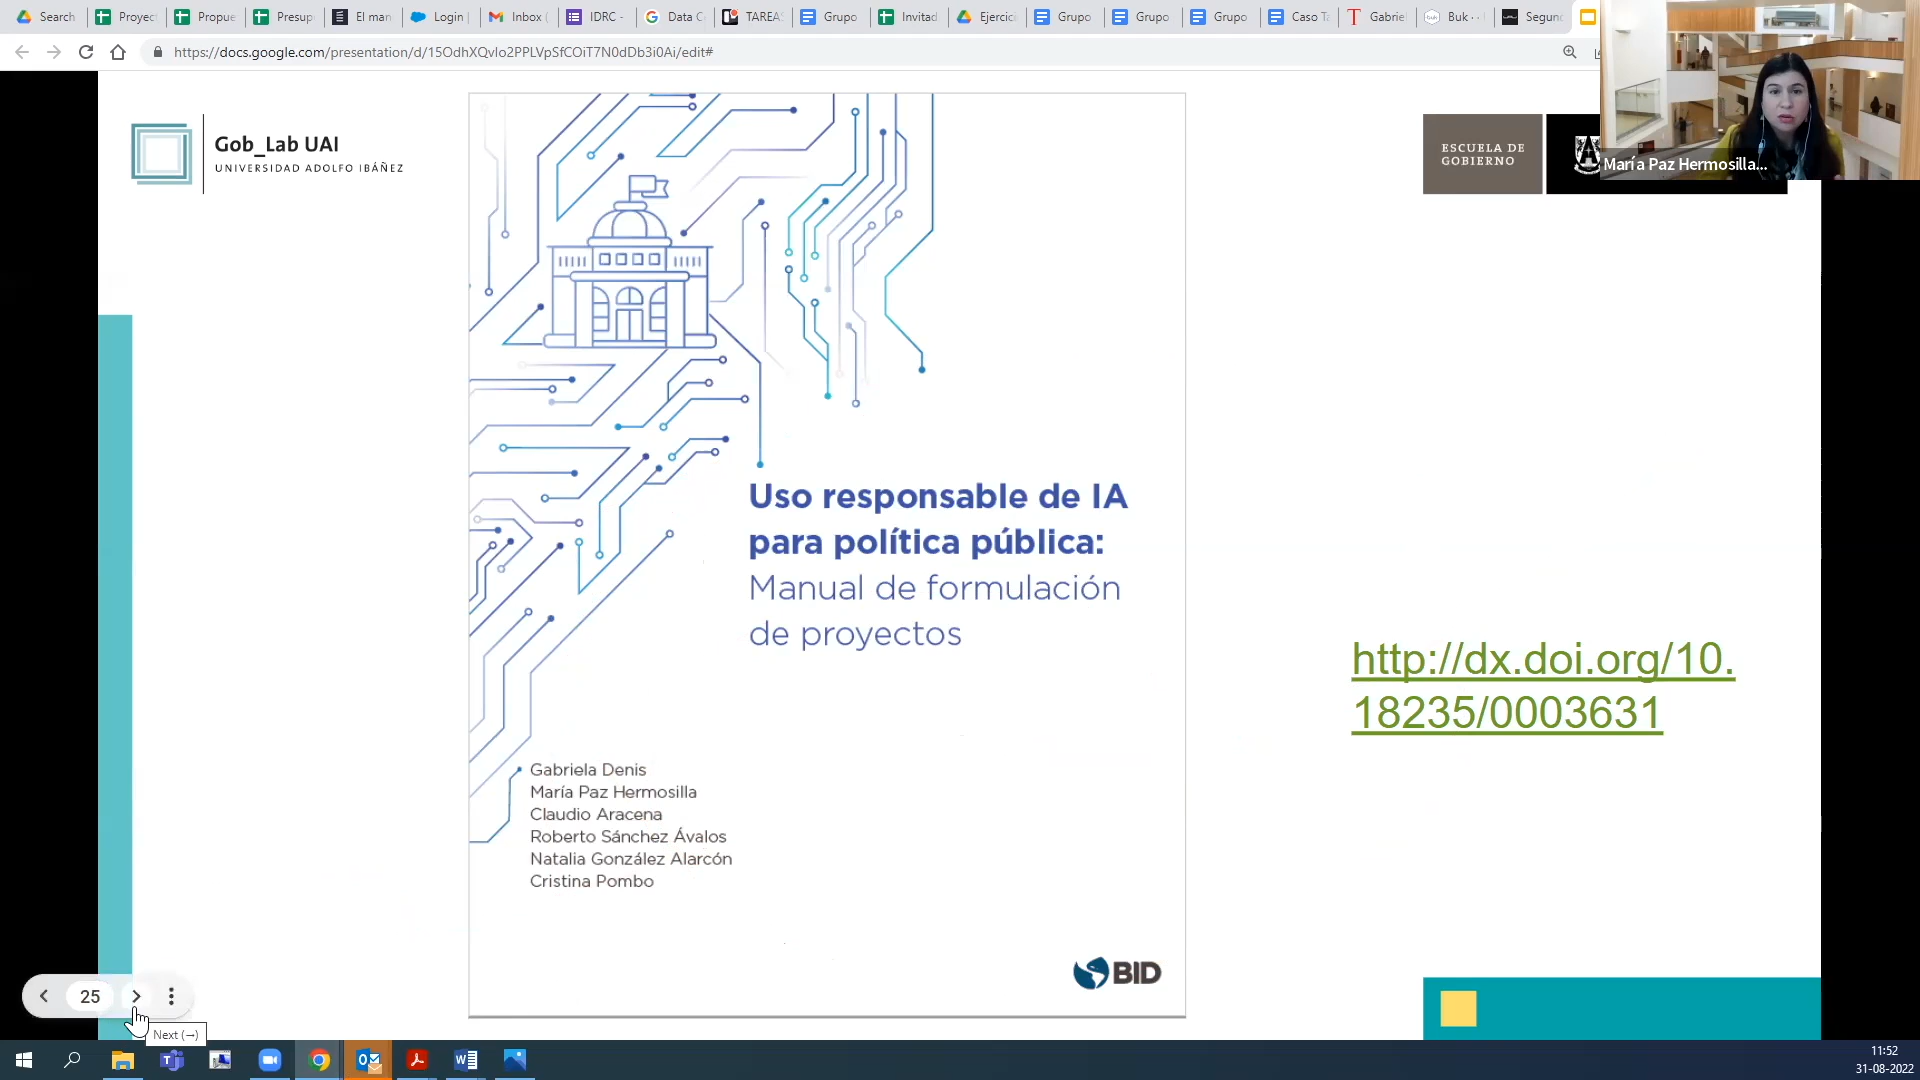 Search
Proyec
Propue
Presup
El man
Login |
Inbox (
IDRC -
Data C
TAREAS
Grupo
Invitad
Ejercic
Grupo
Grupo
Grupo
Caso Ta
Gabrie
Buk - -
Segun
https://docs.google.com/presentation/d/15OdhXQvIo2PPLVpSfCOiT7N0dDb3i0Ai/edit#
Gob_Lab UAI
UNIVERSIDAD ADOLFO IBÁÑEZ
ESCUELA DE
GOBIERNO
María Paz Hermosilla...
Uso responsable de IA
para política pública:
Manual de formulación
de proyectos
http://dx.doi.org/10.
18235/0003631
Gabriela Denis
María Paz Hermosilla
Claudio Aracena
Roberto Sánchez Ávalos
Natalia González Alarcón
Cristina Pombo
BID
25
Next (→)
11:52
31-08-2022